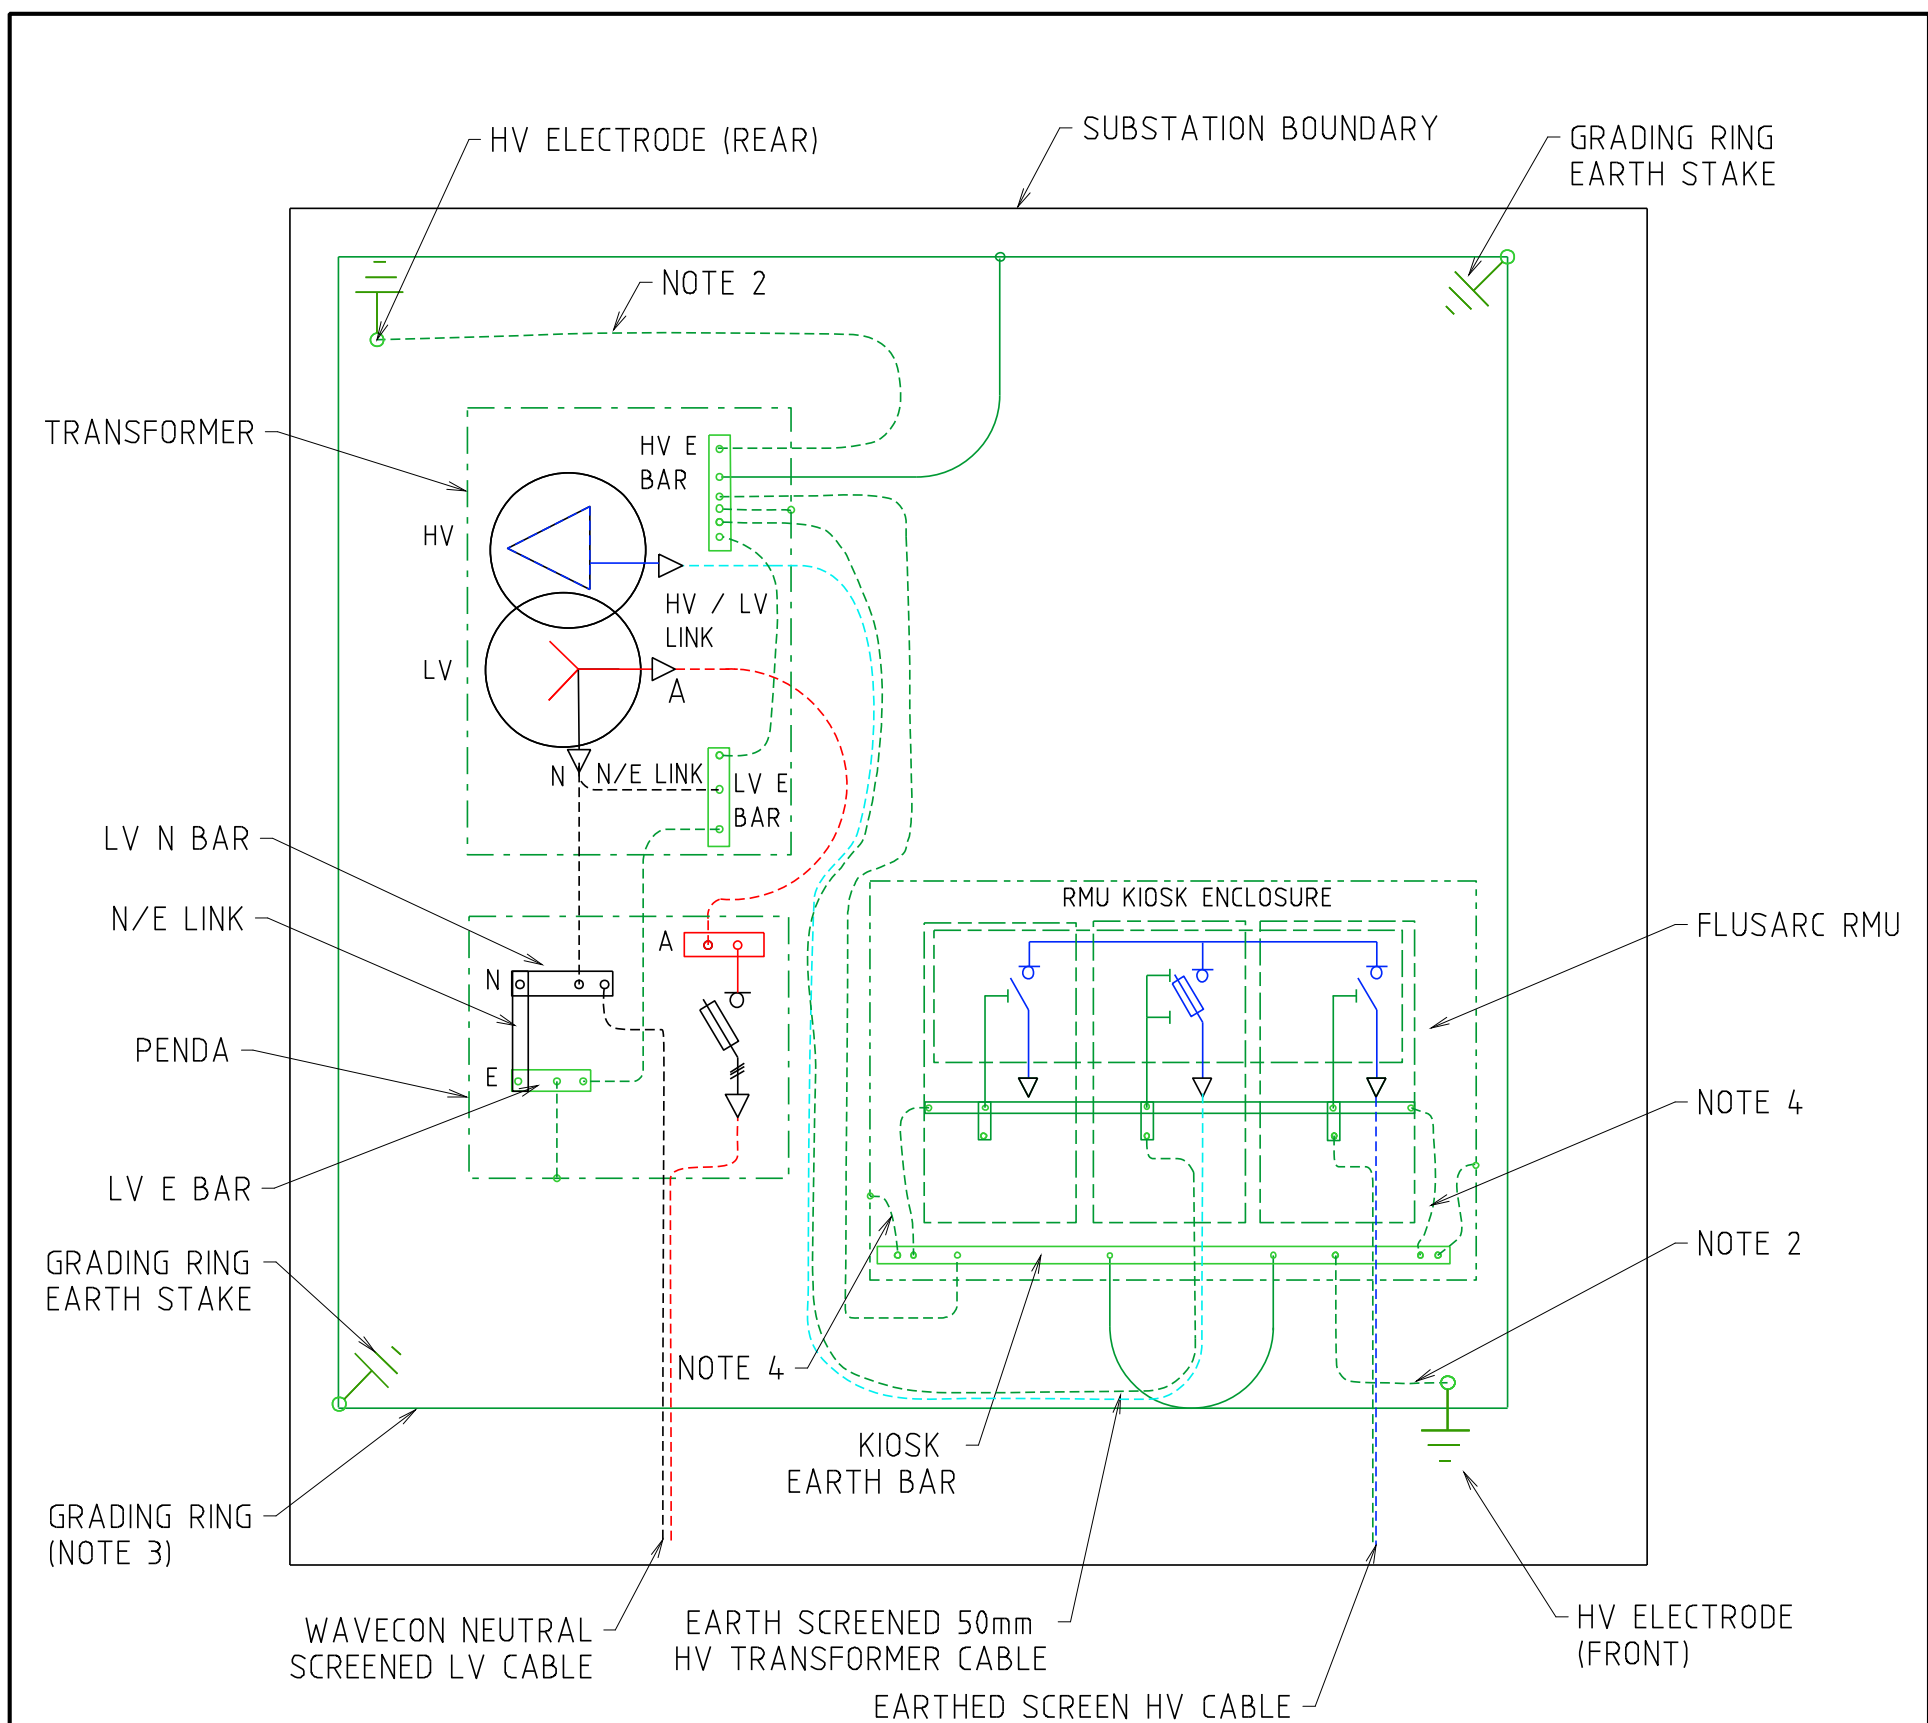 HV ELECTRODE (REAR)
SUBSTATION BOUNDARY
GRADING RING
EARTH STAKE
NOTE 2
TRANSFORMER
HV E
BAR
HV
HV / LV
LINK
LV
A
N
N/E LINK
LV E
BAR
LV N BAR
N/E LINK
PENDA
LV E BAR
A
N
E
RMU KIOSK ENCLOSURE
FLUSARC RMU
NOTE 4
NOTE 2
GRADING RING
EARTH STAKE
NOTE 4
KIOSK
EARTH BAR
GRADING RING
(NOTE 3)
WAVECON NEUTRAL
SCREENED LV CABLE
EARTH SCREENED 50mm
HV TRANSFORMER CABLE
EARTHED SCREEN HV CABLE
HV ELECTRODE
(FRONT)